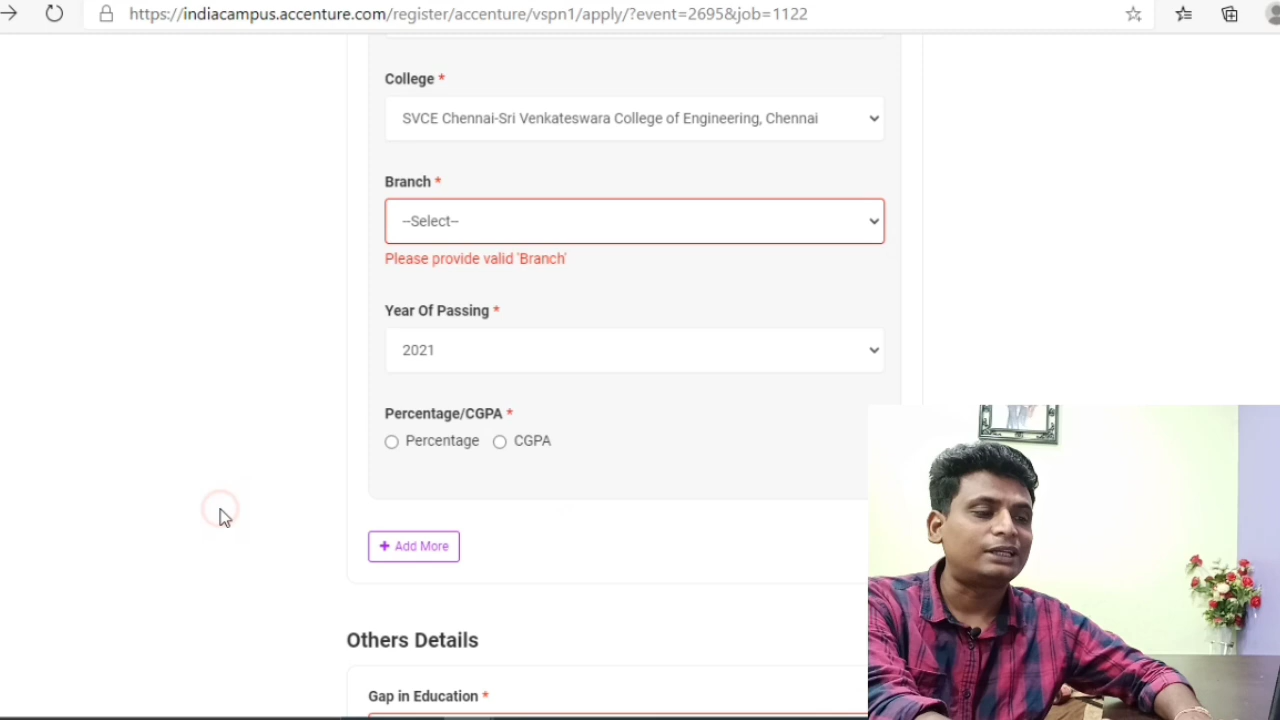 https://indiacampus.accenture.com/register/accenture/vspn1/apply/?event=2695&job=1122
College *
SVCE Chennai-Sri Venkateswara College of Engineering, Chennai
Branch *
--Select--
Please provide valid 'Branch'
Year Of Passing *
2021
Percentage/CGPA *
Percentage CGPA
+ Add More
Others Details
Gap in Education *